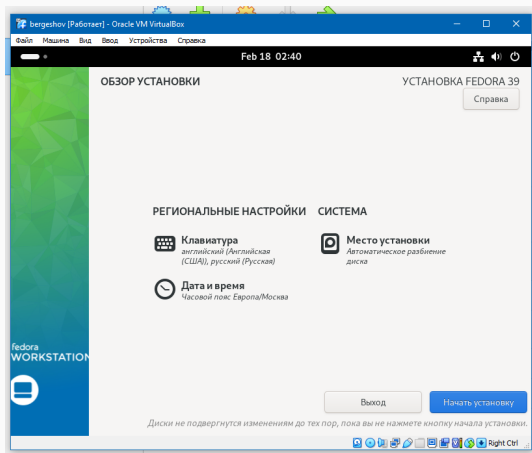 bergeshov [Работает] - Oracle VM VirtualBox
Файл Машина Вид Ввод Устройства Справка
Feb 18 02:40
ОБЗОР УСТАНОВКИ
УСТАНОВКА FEDORA 39
Справка
РЕГИОНАЛЬНЫЕ НАСТРОЙКИ
Клавиатура
английский (Английская
(США)), русский (Русская)
Дата и время
Часовой пояс Европа/Москва
СИСТЕМА
Место установки
Автоматическое разбиение
диска
fedora
WORKSTATION
Выход
Начать установку
Диски не подвергнутся изменениям до тех пор, пока вы не нажмете кнопку начала установки.
Right Ctrl